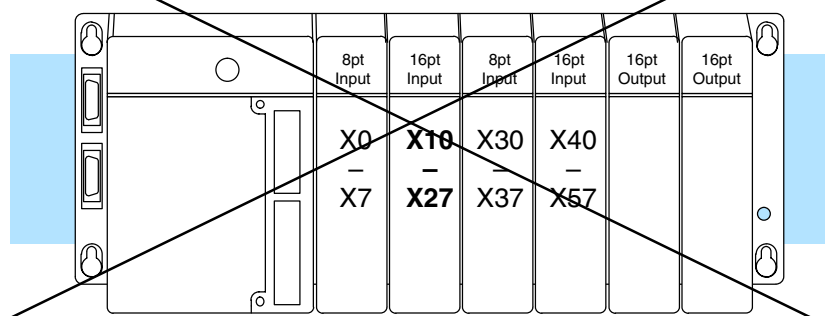 8pt
Input
16pt
Input
8pt
Input
16pt
Input
16pt
Output
16pt
Output
X0
–
X7
X10
–
X27
X30
–
X37
X40
–
X57